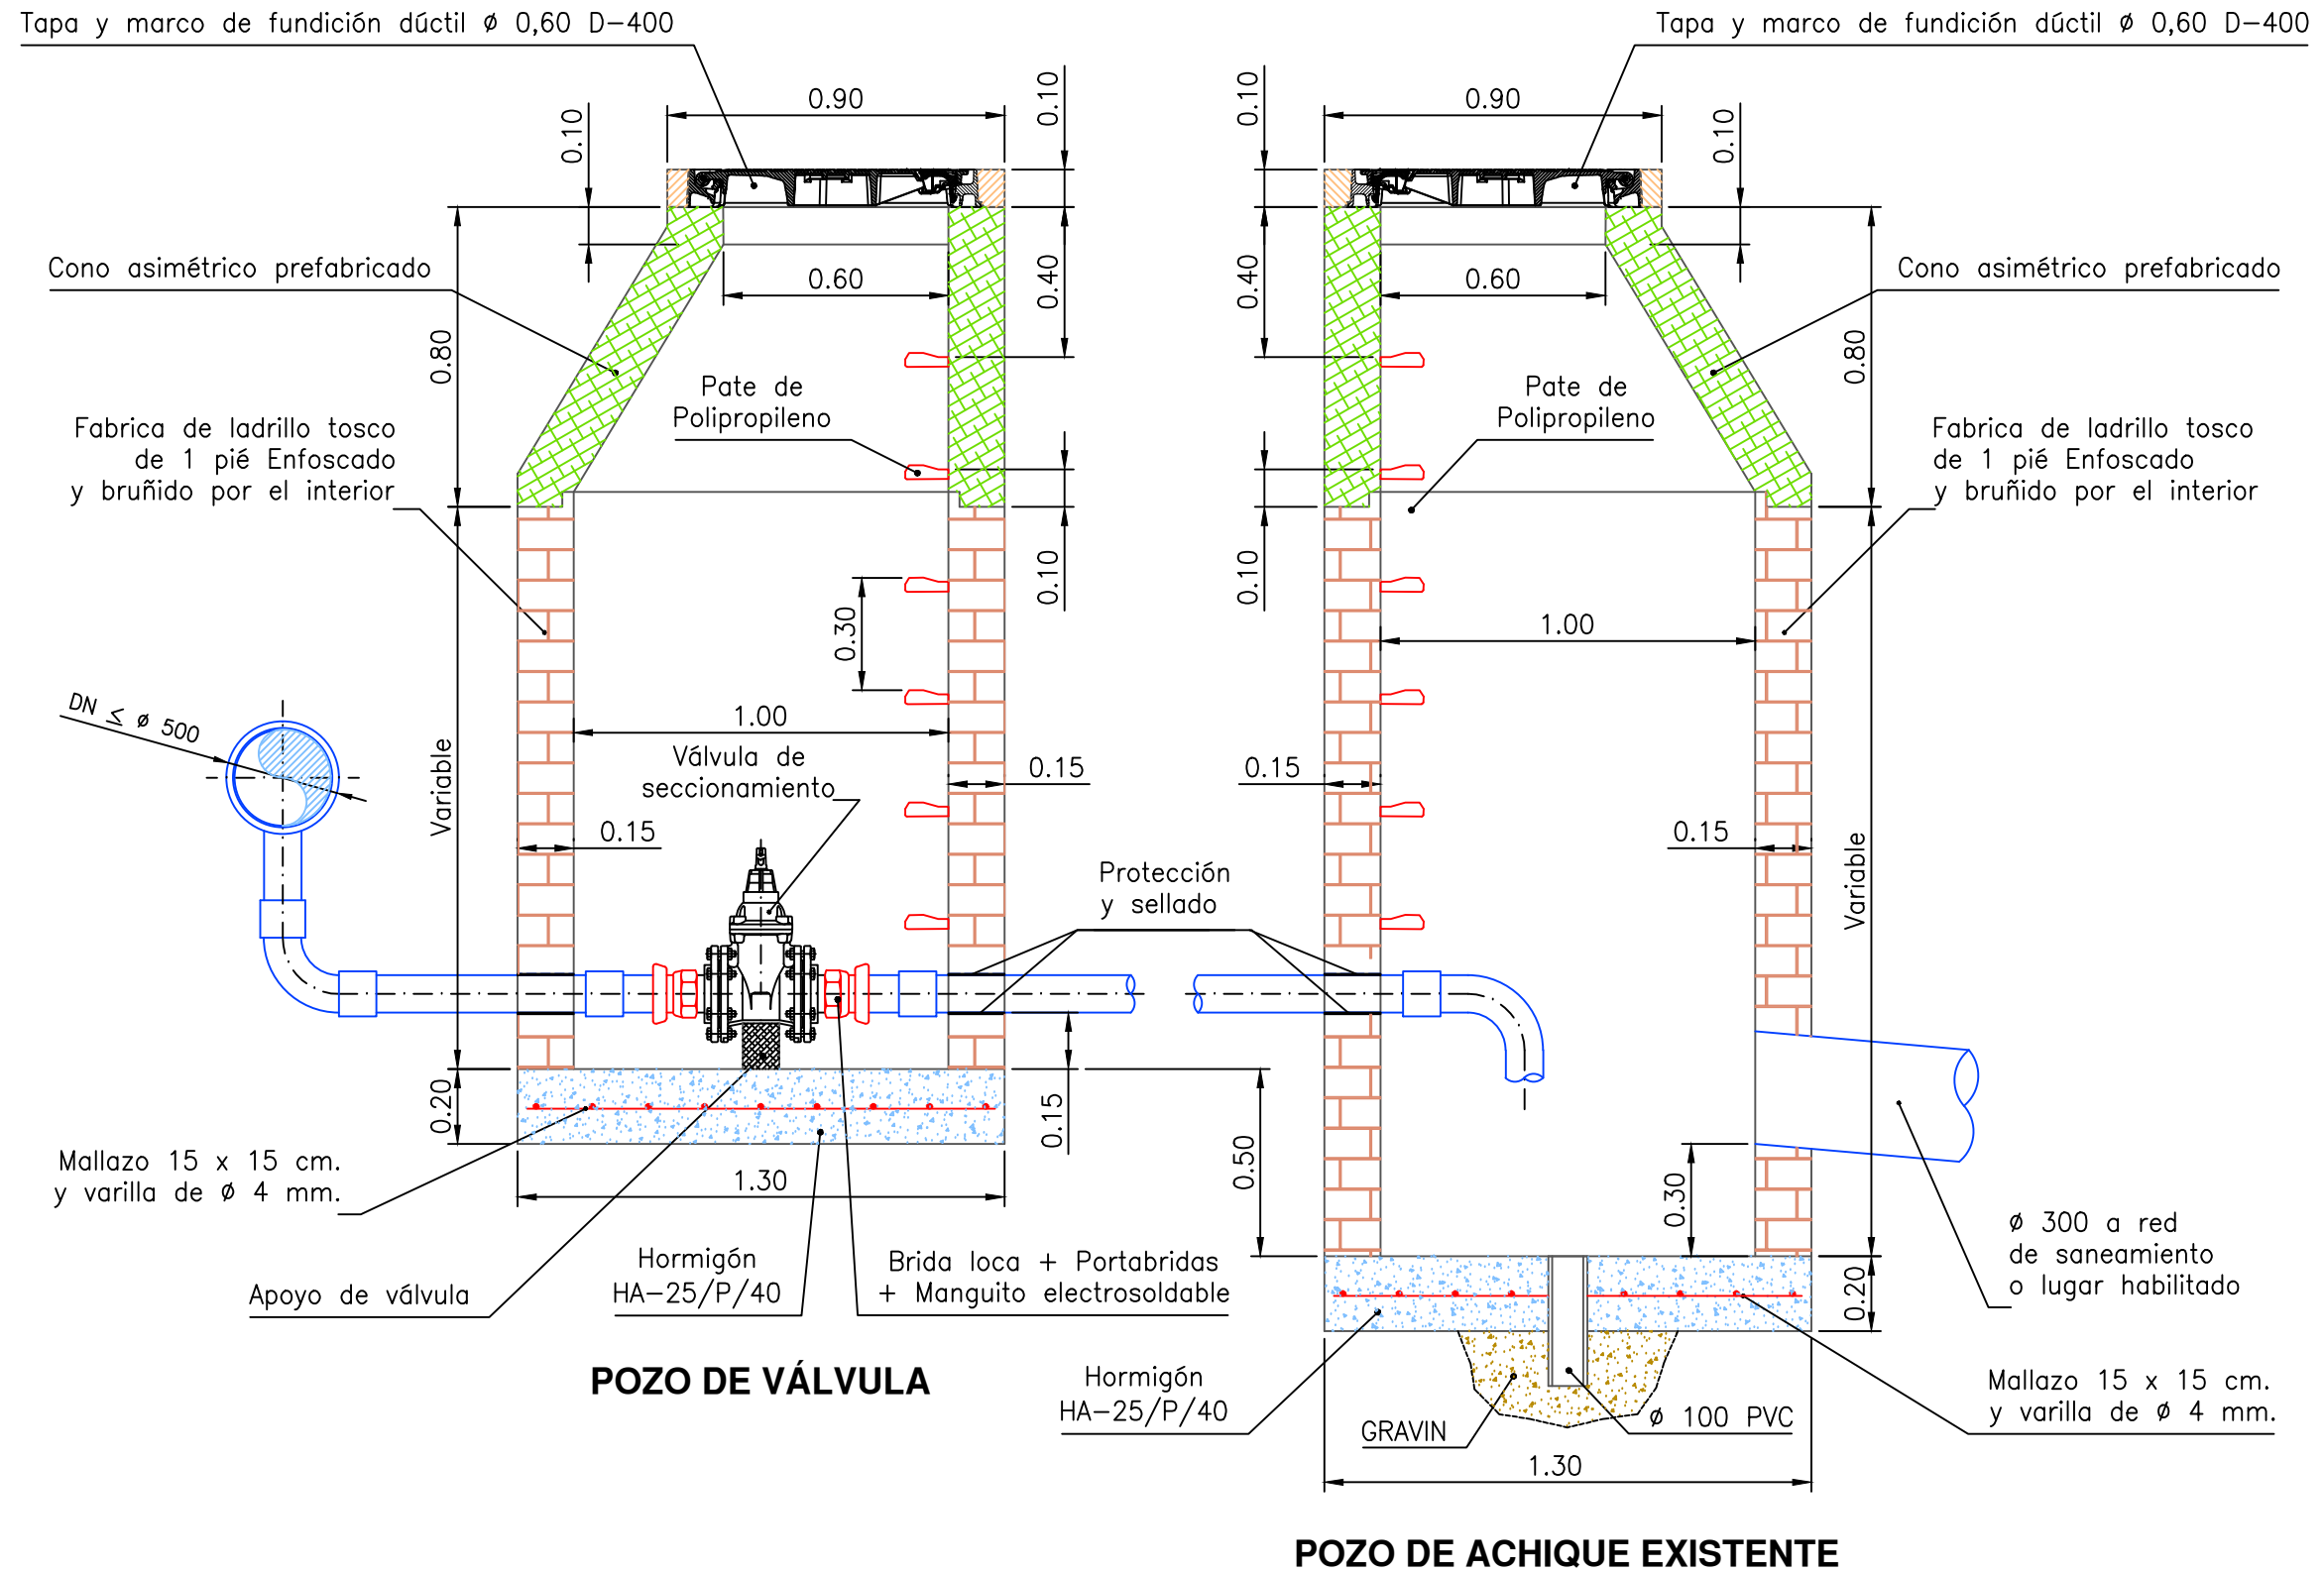 Tapa y marco de fundición dúctil ø 0,60 D-400
Tapa y marco de fundición dúctil ø 0,60 D-400
0.90
0.10
0.10
0.10
0.90
0.10
Cono asimétrico prefabricado
0.60
0.40
0.40
0.60
Cono asimétrico prefabricado
0.80
0.80
Pate de
Polipropileno
Pate de
Polipropileno
Fabrica de ladrillo tosco
de 1 pié Enfoscado
y bruñido por el interior
Fabrica de ladrillo tosco
de 1 pié Enfoscado
y bruñido por el interior
0.10
0.10
0.30
1.00
1.00
DN ≤ ø 500
Válvula de
seccionamiento
0.15
0.15
Variable
0.15
0.15
Variable
Protección
y sellado
0.20
0.15
0.50
0.30
Mallazo 15 x 15 cm.
y varilla de ø 4 mm.
1.30
Hormigón
HA-25/P/40
Brida loca + Portabridas
+ Manguito electrosoldable
Apoyo de válvula
ø 300 a red
de saneamiento
o lugar habilitado
0.20
POZO DE VÁLVULA
Hormigón
HA-25/P/40
GRAVIN
ø 100 PVC
Mallazo 15 x 15 cm.
y varilla de ø 4 mm.
1.30
POZO DE ACHIQUE EXISTENTE